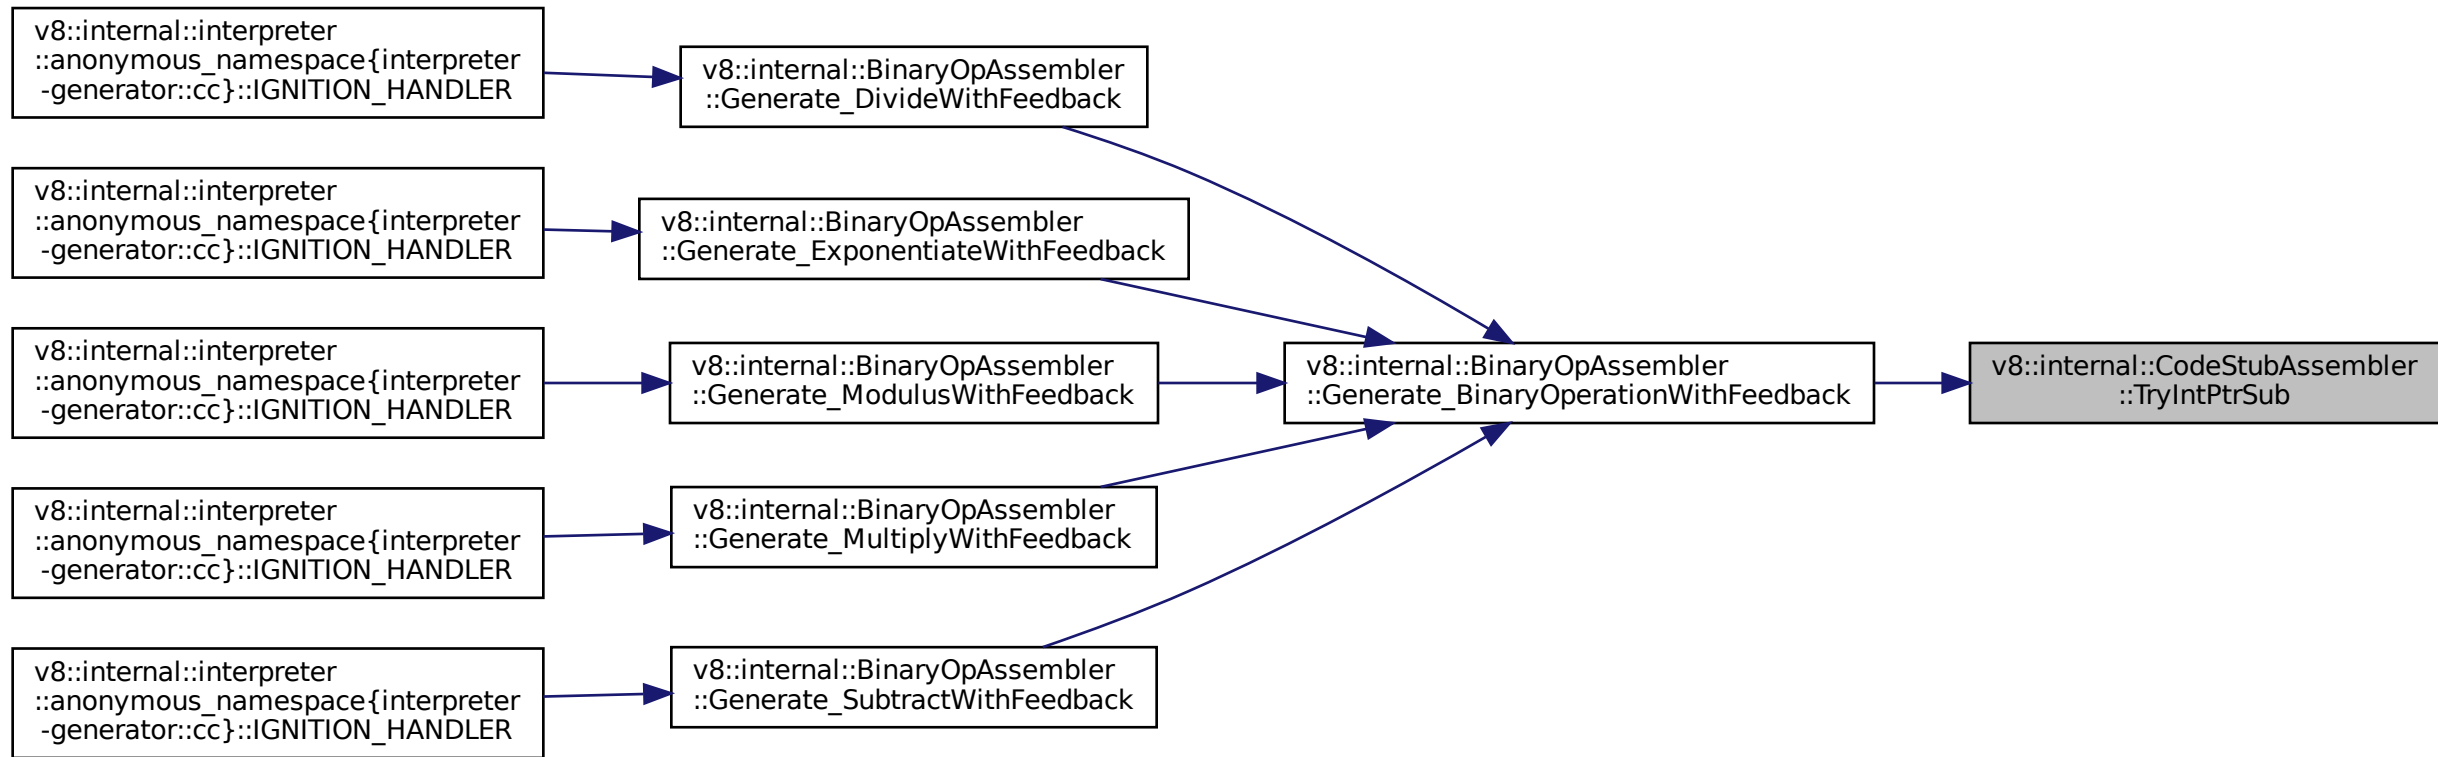 v8::internal::interpreter
::anonymous_namespace{interpreter
-generator::cc}::IGNITION_HANDLER
v8::internal::BinaryOpAssembler
::Generate_DivideWithFeedback
v8::internal::interpreter
::anonymous_namespace{interpreter
-generator::cc}::IGNITION_HANDLER
v8::internal::BinaryOpAssembler
::Generate_ExponentiateWithFeedback
v8::internal::interpreter
::anonymous_namespace{interpreter
-generator::cc}::IGNITION_HANDLER
v8::internal::BinaryOpAssembler
::Generate_ModulusWithFeedback
v8::internal::BinaryOpAssembler
::Generate_BinaryOperationWithFeedback
v8::internal::CodeStubAssembler
::TryIntPtrSub
v8::internal::interpreter
::anonymous_namespace{interpreter
-generator::cc}::IGNITION_HANDLER
v8::internal::BinaryOpAssembler
::Generate_MultiplyWithFeedback
v8::internal::interpreter
::anonymous_namespace{interpreter
-generator::cc}::IGNITION_HANDLER
v8::internal::BinaryOpAssembler
::Generate_SubtractWithFeedback